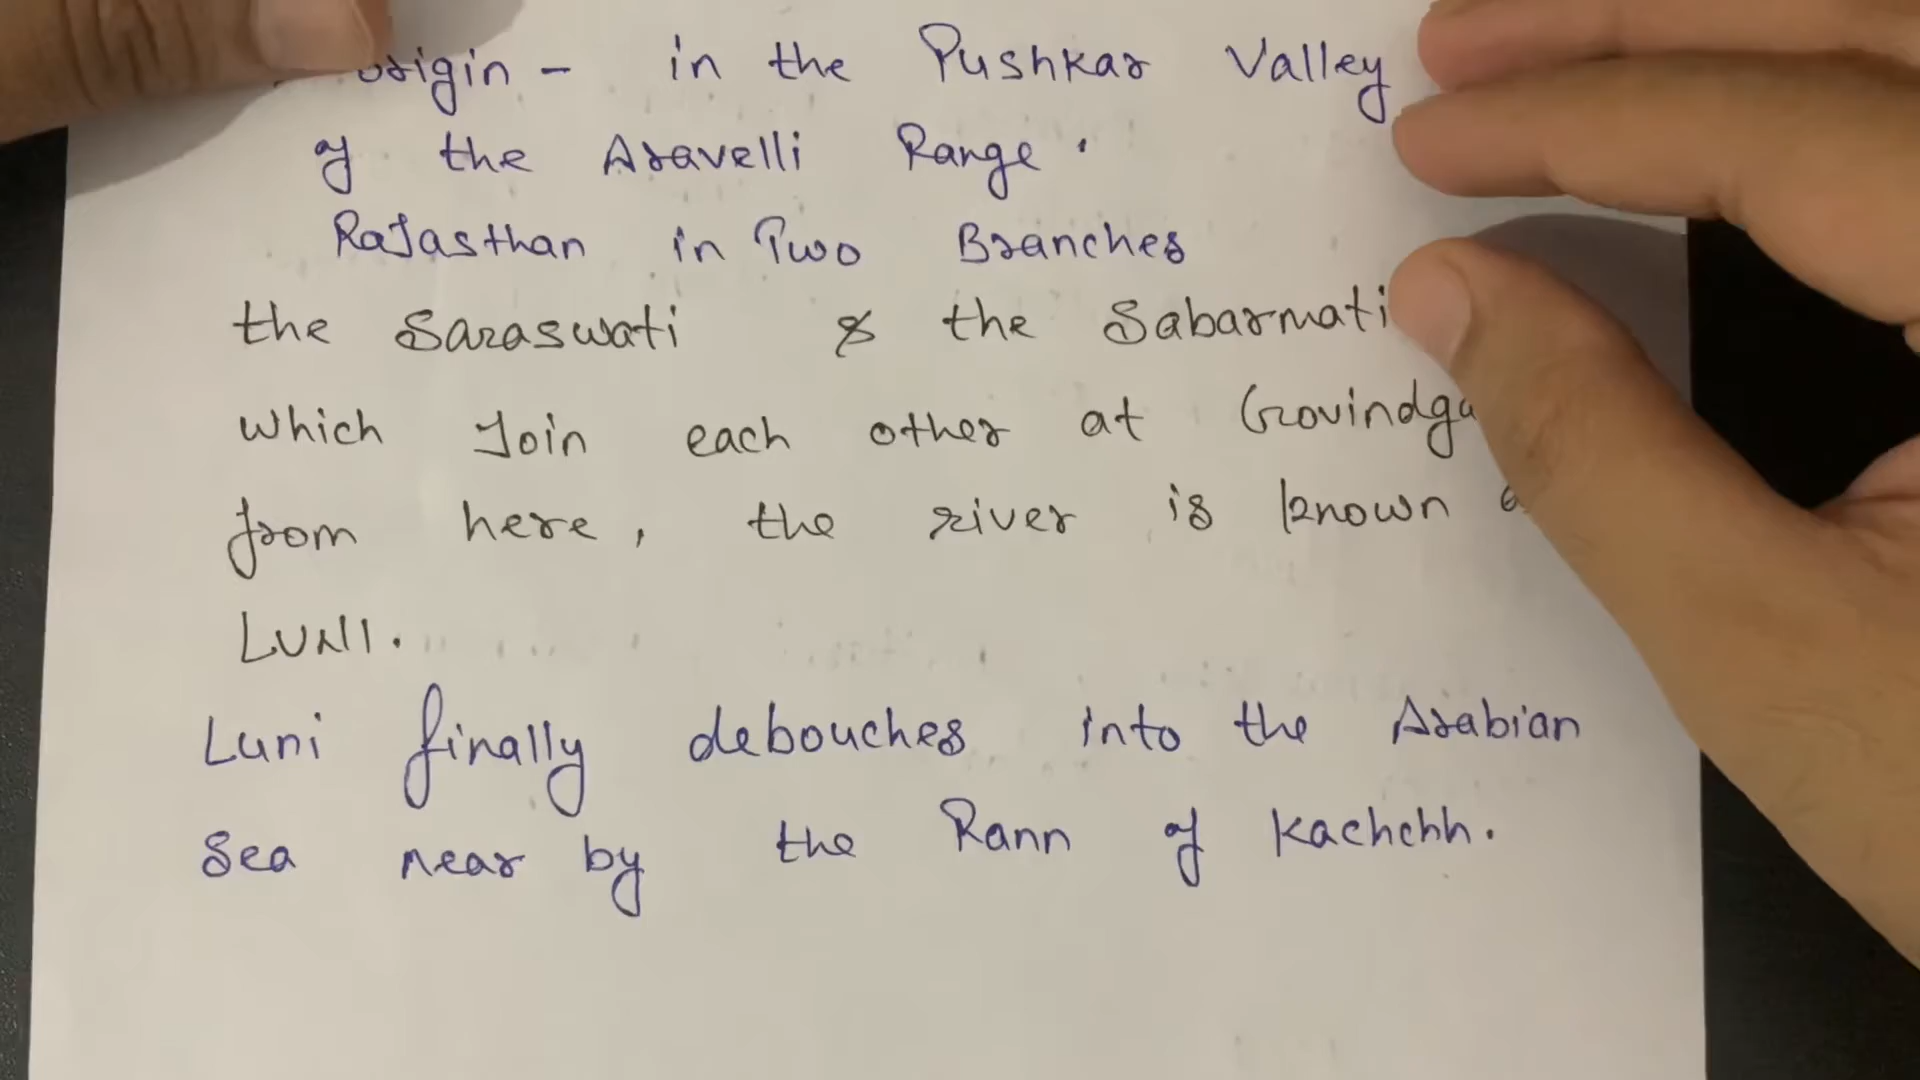 origin - in the Pushkar Valley
of the Aravelli Range.
Rajasthan in Two Branches
the Saraswati & the Sabarmati
which Join each other at
from here, the river is known
LUNI.
Luni finally debouches into the Arabian
Sea near by the Rann of Kachchh.